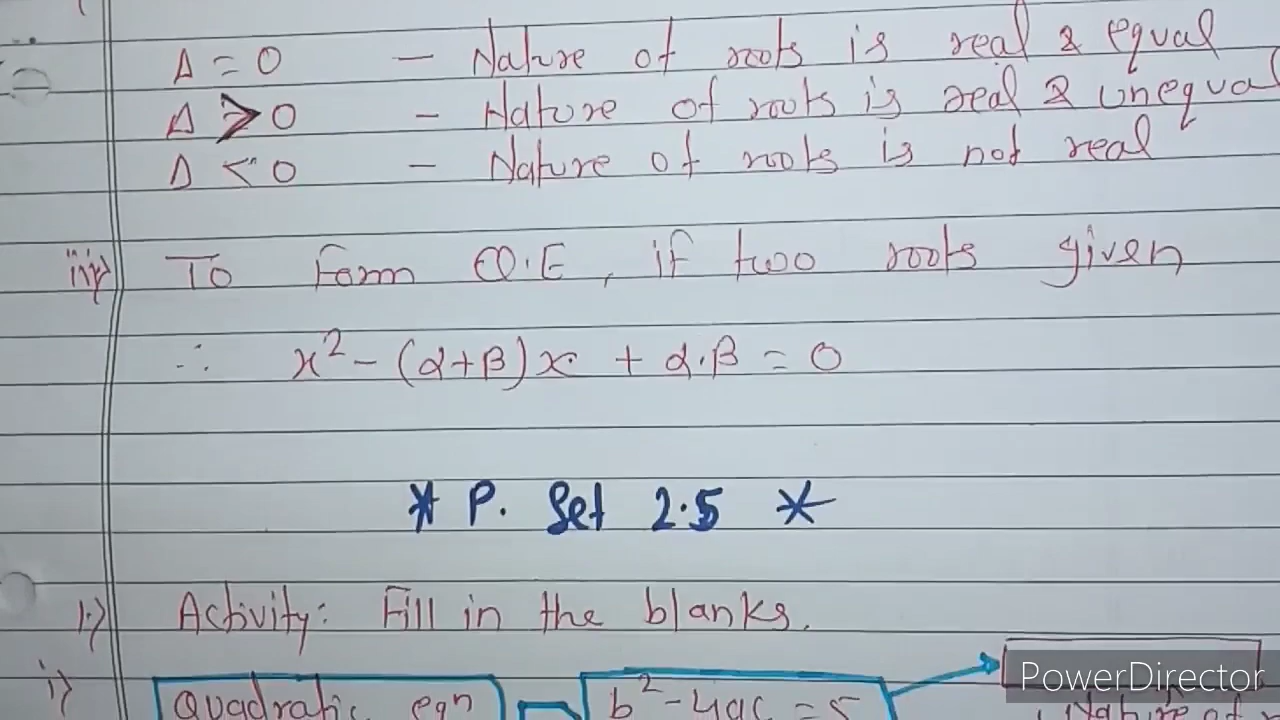 Δ = 0 — Nature of roots is real & equal
Δ > 0 — Nature of roots is real & unequal
Δ < 0 — Nature of roots is not real
iii) To Form Q.E, if two roots given
∴ x² - (α+β)x + α.β = 0
* P. Set 2.5 *
1.) Activity: Fill in the blanks.
i) Quadratic eqn b² - 4ac = 5
PowerDirector
Nature of